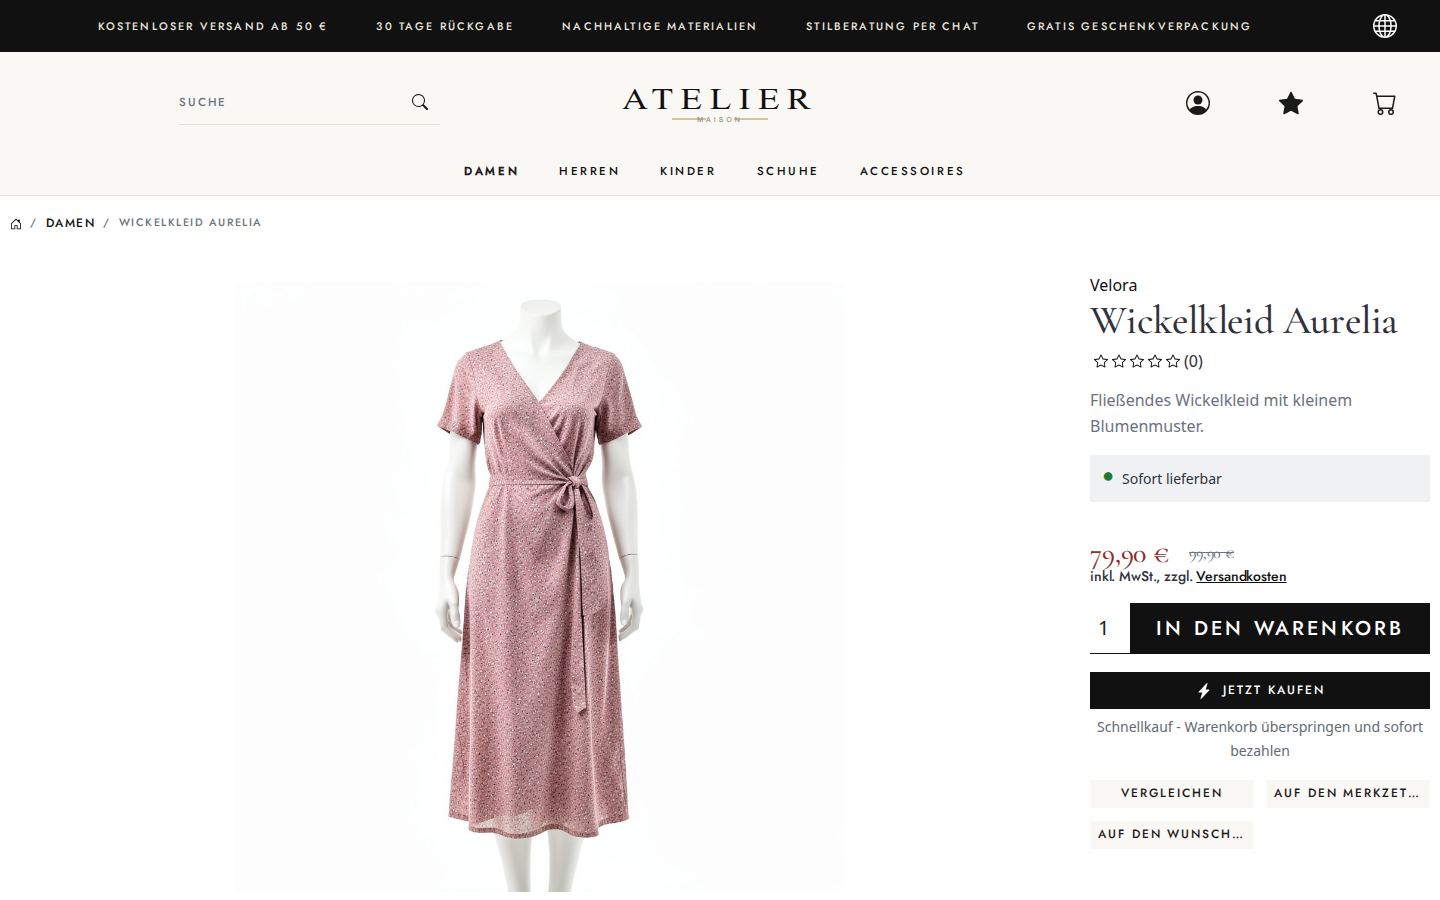 KOSTENLOSER VERSAND AB 50 €
30 TAGE RÜCKGABE
NACHHALTIGE MATERIALIEN
STILBERATUNG PER CHAT
GRATIS GESCHENKVERPACKUNG
SUCHE
ATELIER
MAISON
DAMEN
HERREN
KINDER
SCHUHE
ACCESSOIRES
/ DAMEN / WICKELKLEID AURELIA
Velora
Wickelkleid Aurelia
(0)
Fließendes Wickelkleid mit kleinem
Blumenmuster.
Sofort lieferbar
79,90 € 99,90 €
inkl. MwSt., zzgl. Versandkosten
1
IN DEN WARENKORB
JETZT KAUFEN
Schnellkauf - Warenkorb überspringen und sofort
bezahlen
VERGLEICHEN
AUF DEN MERKZET...
AUF DEN WUNSCH...